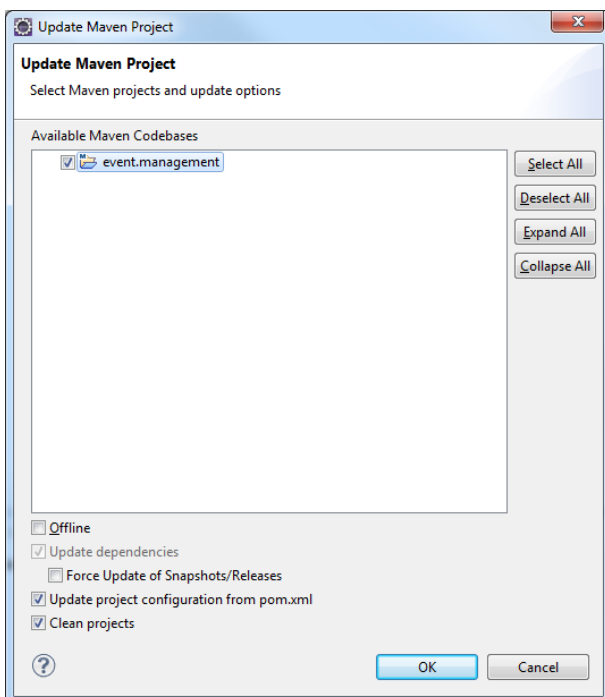 Update Maven Project
Update Maven Project
Select Maven projects and update options
Available Maven Codebases
event.management
Select All
Deselect All
Expand All
Collapse All
Offline
Update dependencies
Force Update of Snapshots/Releases
Update project configuration from pom.xml
Clean projects
OK
Cancel